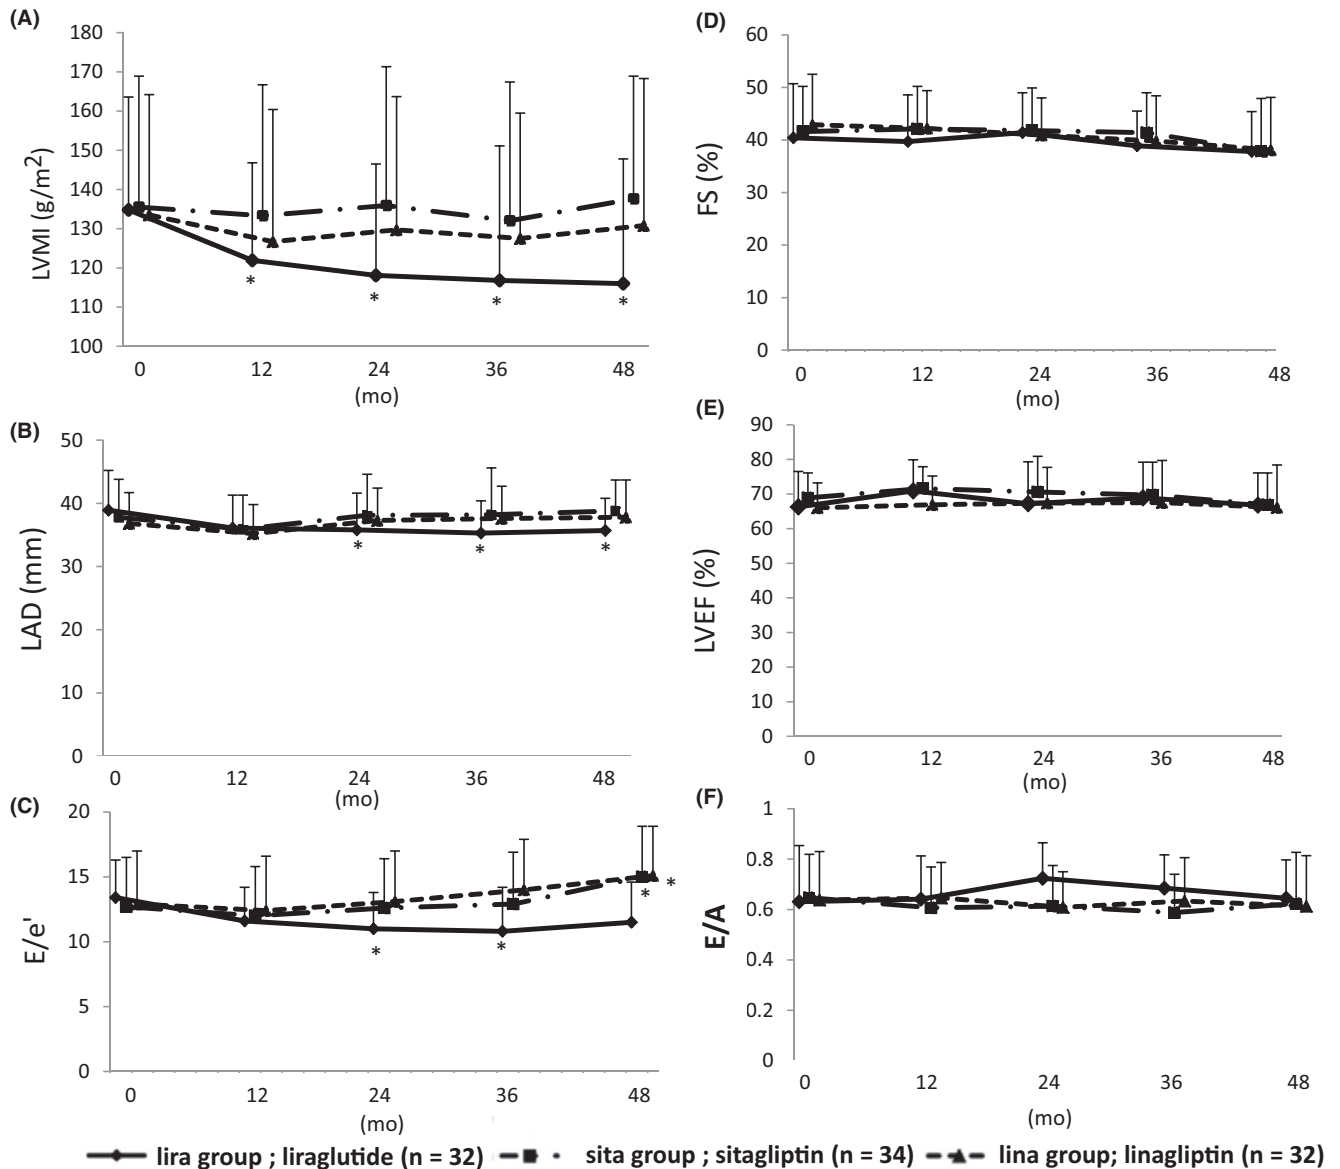 (A)
180
170
160
150
140
130
120
110
100
LVMI (g/m2)
* * * *
0 12 24 36 48
(mo)
(B)
50
40
30
20
10
0
LAD (mm)
* * *
0 12 24 36 48
(mo)
(C)
20
15
10
5
0
E/e'
* * * *
0 12 24 36 48
(mo)
(D)
60
50
40
30
20
10
0
FS (%)
0 12 24 36 48
(mo)
(E)
90
80
70
60
50
40
30
20
10
0
LVEF (%)
0 12 24 36 48
(mo)
(F)
1
0.8
0.6
0.4
0.2
0
E/A
0 12 24 36 48
(mo)
lira group ; liraglutide (n = 32) sita group ; sitagliptin (n = 34) lina group; linagliptin (n = 32)